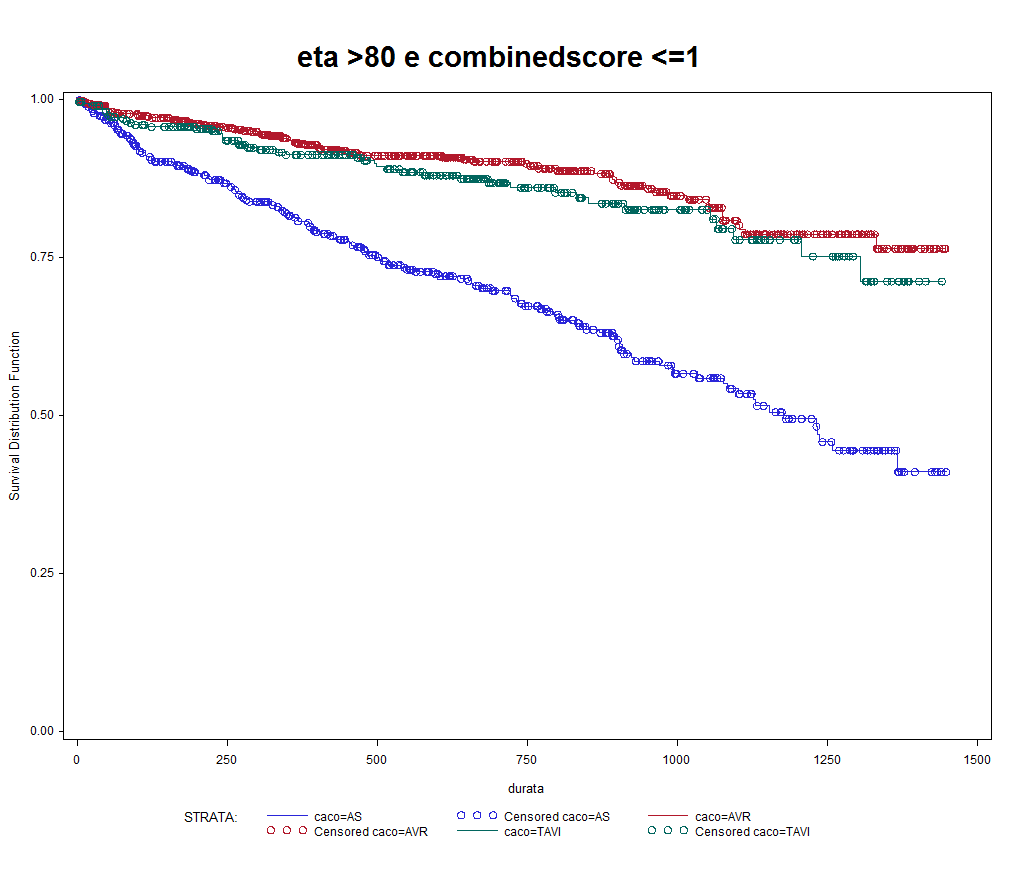 eta >80 e combinedscore <=1
1.00
0.75
0.50
0.25
0.00
Survival Distribution Function
0 250 500 750 1000 1250 1500
durata
STRATA: caco=AS Censored caco=AS caco=AVR
Censored caco=AVR caco=TAVI Censored caco=TAVI